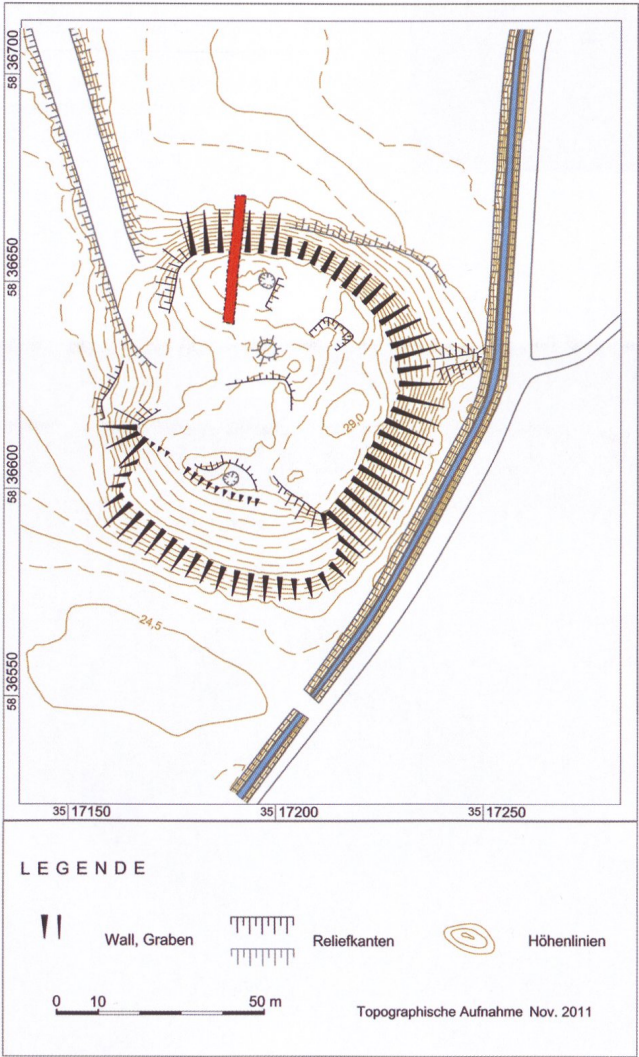 58 36700
58 36650
58 36600
58 36550
29,0
24,5
35 17150
35 17200
35 17250
LEGENDE
Wall, Graben
Reliefkanten
Höhenlinien
0 10 50 m
Topographische Aufnahme Nov. 2011